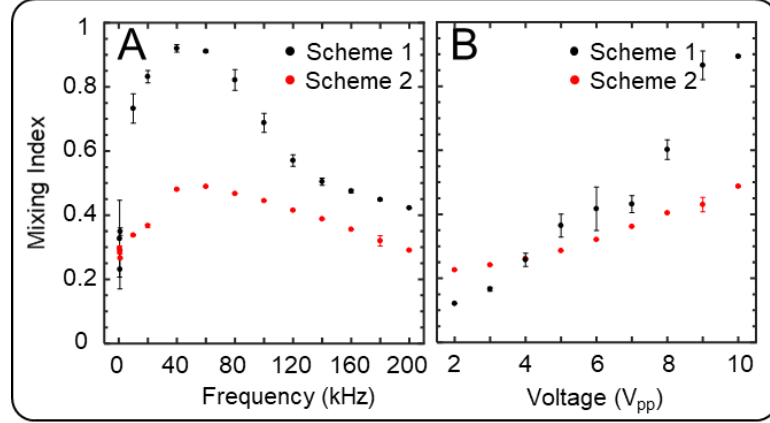 A
Scheme 1
Scheme 2
B
Scheme 1
Scheme 2
Mixing Index
1
0.8
0.6
0.4
0.2
0
0 40 80 120 160 200
Frequency (kHz)
2 4 6 8 10
Voltage (Vpp)